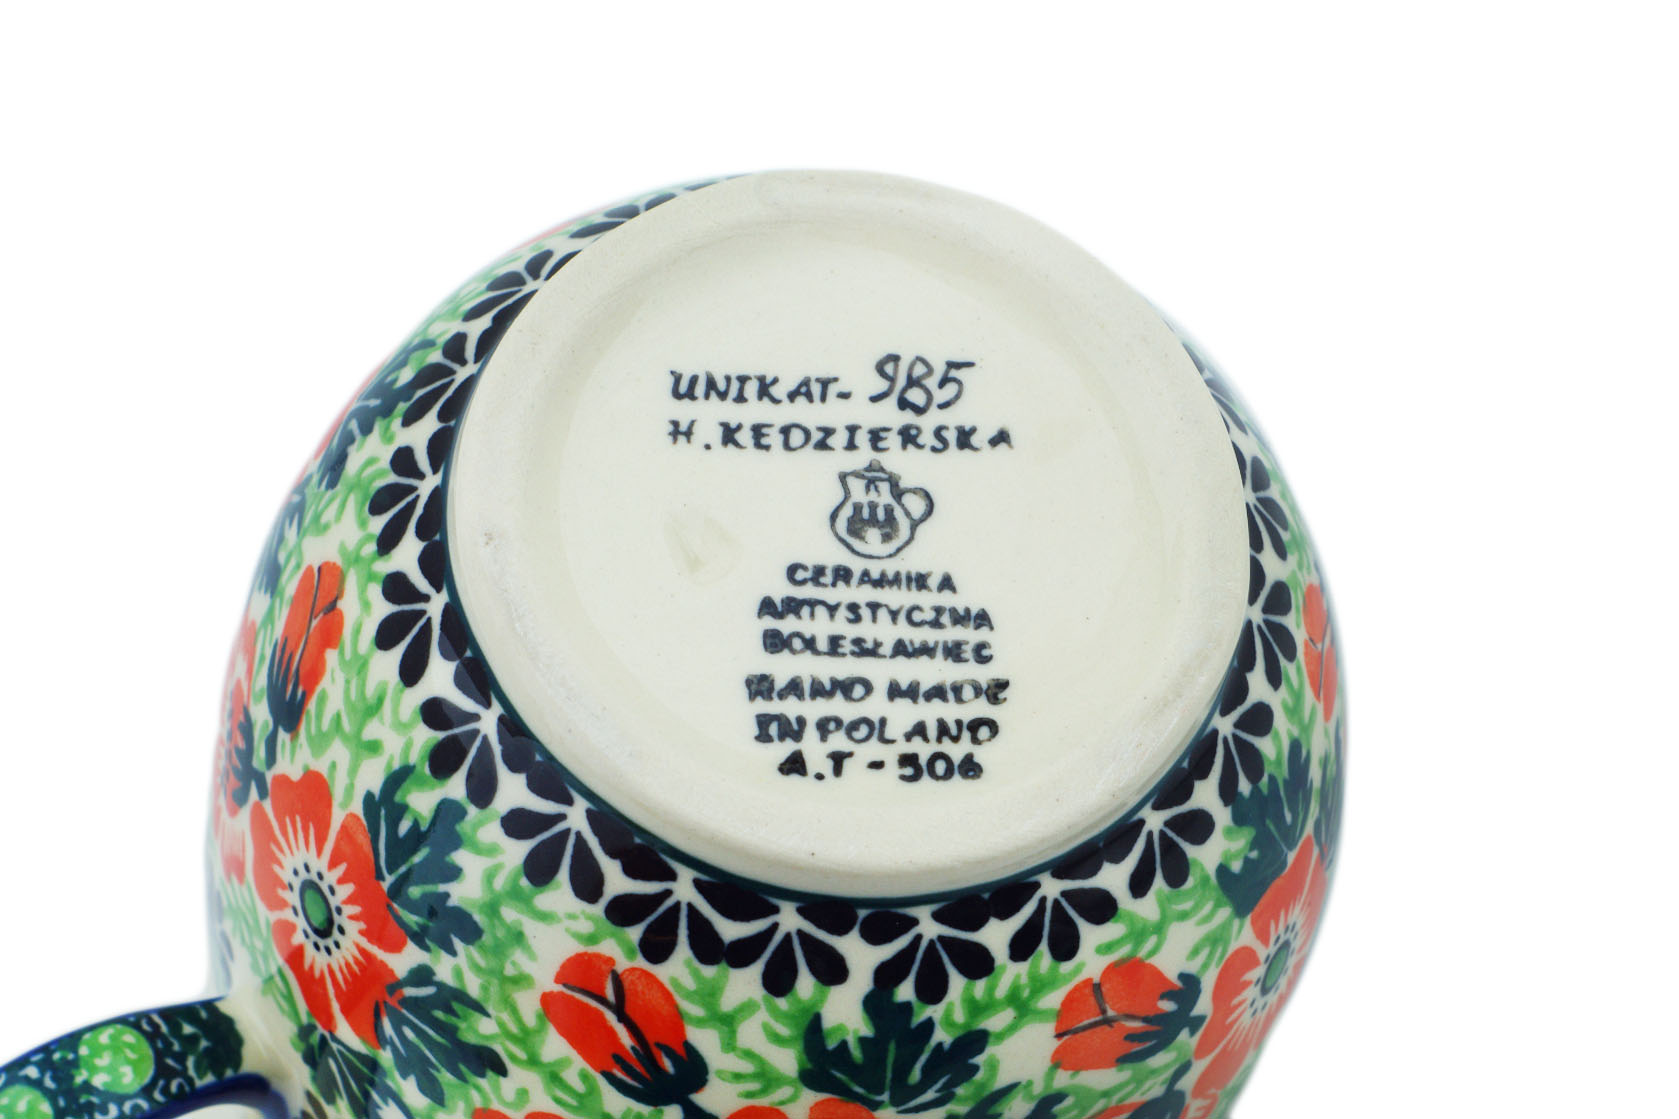 UNIKAT- 985
H. KEDZIERSKA
CERAMIKA
ARTYSTYCZNA
BOLESŁAWIEC
HAND MADE
IN POLAND
A.T - 506